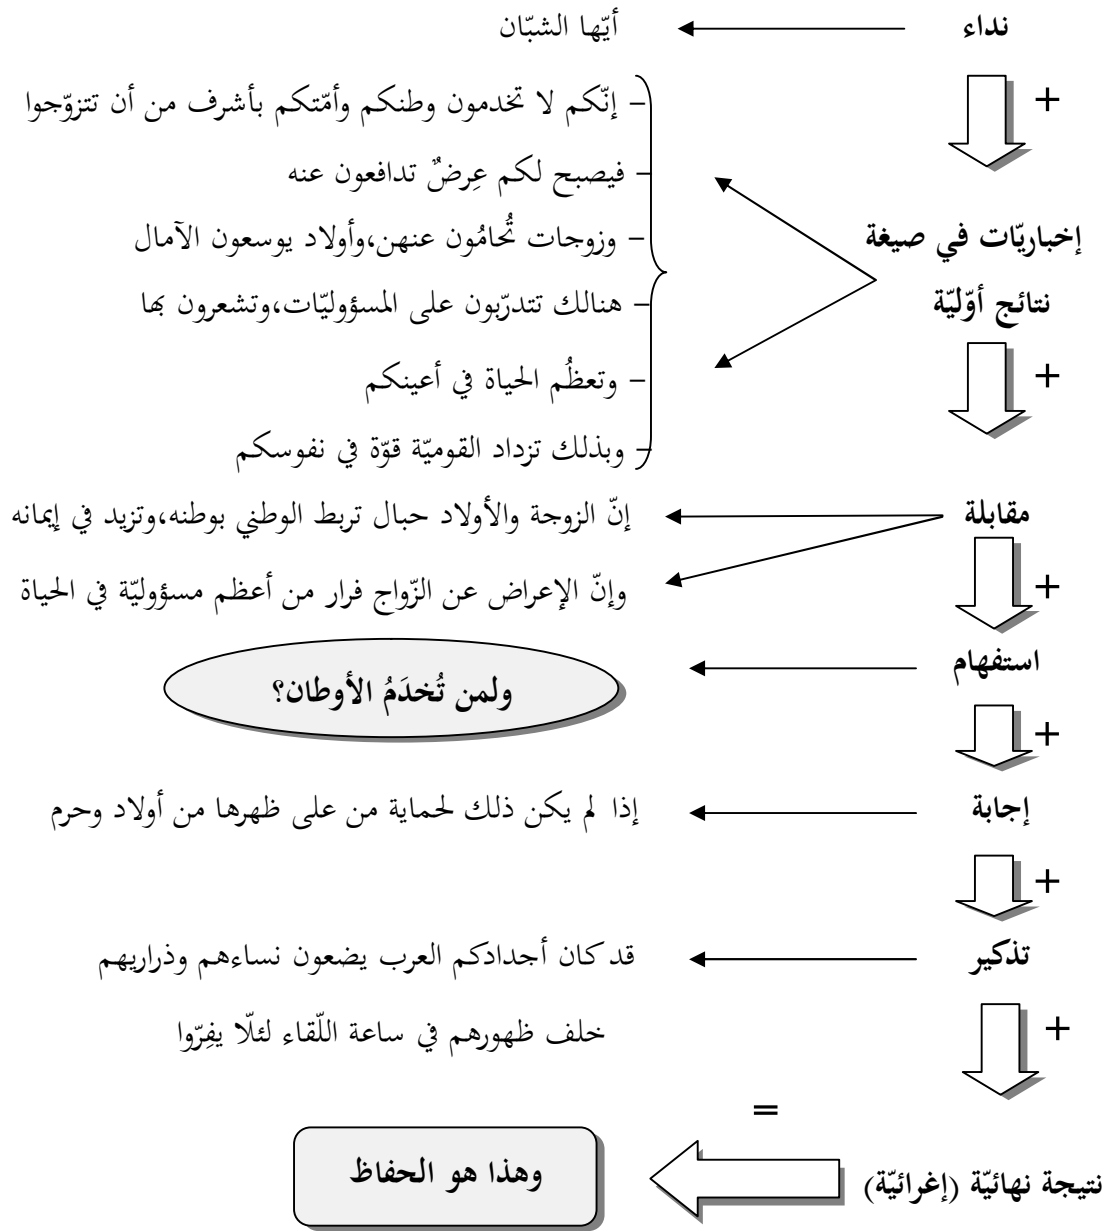 نداء أيّها الشبّان
+
– إنّكم لا تخدمون وطنكم وأمّتكم بأشرف من أن تتزوّجوا
– فيصبح لكم عِرضٌ تدافعون عنه
إخباريّات في صيغة – وزوجات تُحامُون عنهن،وأولاد يوسعون الآمال
نتائج أوّليّة – هنالك تتدرّبون على المسؤوليّات،وتشعرون بها
+
– وتعظُم الحياة في أعينكم
– وبذلك تزداد القوميّة قوّة في نفوسكم
مقابلة إنّ الزوجة والأولاد حبال تربط الوطني بوطنه،وتزيد في إيمانه
+
وإنّ الإعراض عن الزّواج فرار من أعظم مسؤوليّة في الحياة
استفهام ولمن تُخدَمُ الأوطان؟
+
إجابة إذا لم يكن ذلك لحماية من على ظهرها من أولاد وحرم
+
تذكير قد كان أجدادكم العرب يضعون نساءهم وذراريهم
+
خلف ظهورهم في ساعة اللّقاء لئلّا يفِرّوا
=
نتيجة نهائيّة (إغرائيّة) وهذا هو الحفاظ